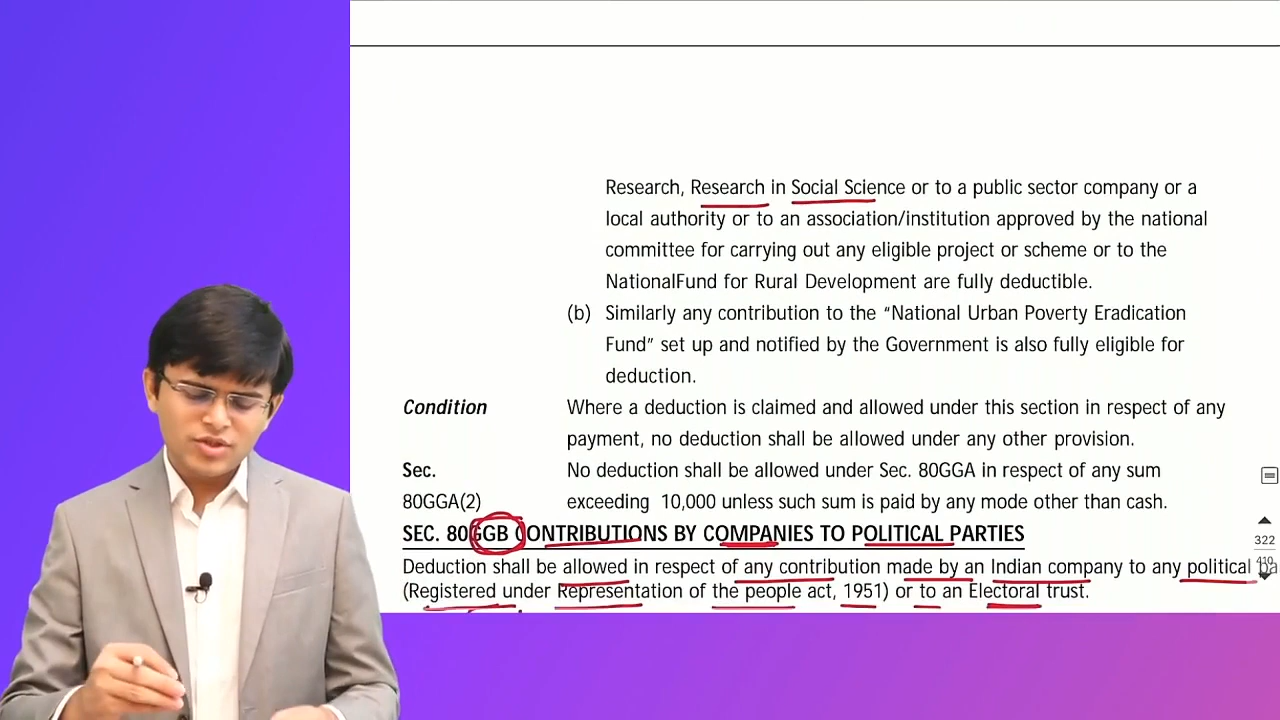 Research, Research in Social Science or to a public sector company or a
local authority or to an association/institution approved by the national
committee for carrying out any eligible project or scheme or to the
NationalFund for Rural Development are fully deductible.
(b) Similarly any contribution to the "National Urban Poverty Eradication
Fund" set up and notified by the Government is also fully eligible for
deduction.
Condition Where a deduction is claimed and allowed under this section in respect of any
payment, no deduction shall be allowed under any other provision.
Sec. No deduction shall be allowed under Sec. 80GGA in respect of any sum
80GGA(2) exceeding 10,000 unless such sum is paid by any mode other than cash.
SEC. 80GGB CONTRIBUTIONS BY COMPANIES TO POLITICAL PARTIES
Deduction shall be allowed in respect of any contribution made by an Indian company to any political
(Registered under Representation of the people act, 1951) or to an Electoral trust.
322